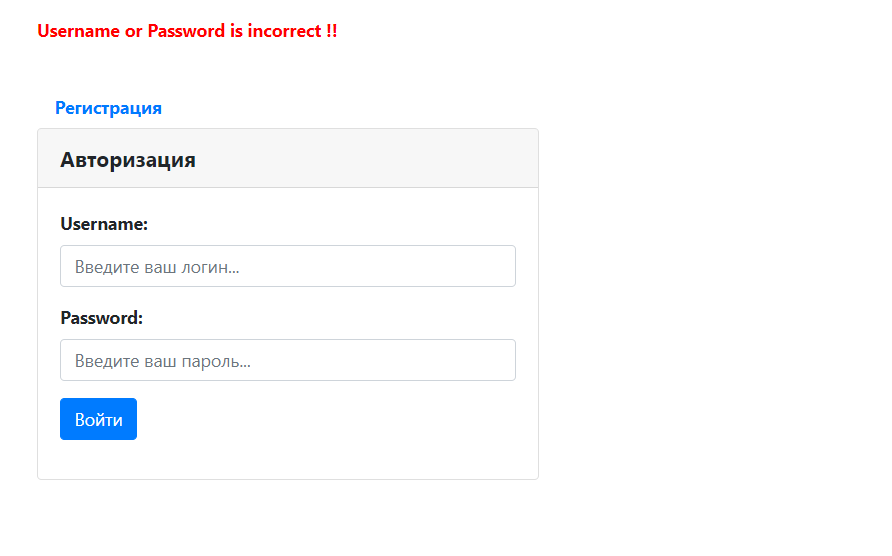 Username or Password is incorrect !!
Регистрация
Авторизация
Username:
Введите ваш логин...
Password:
Введите ваш пароль...
Войти